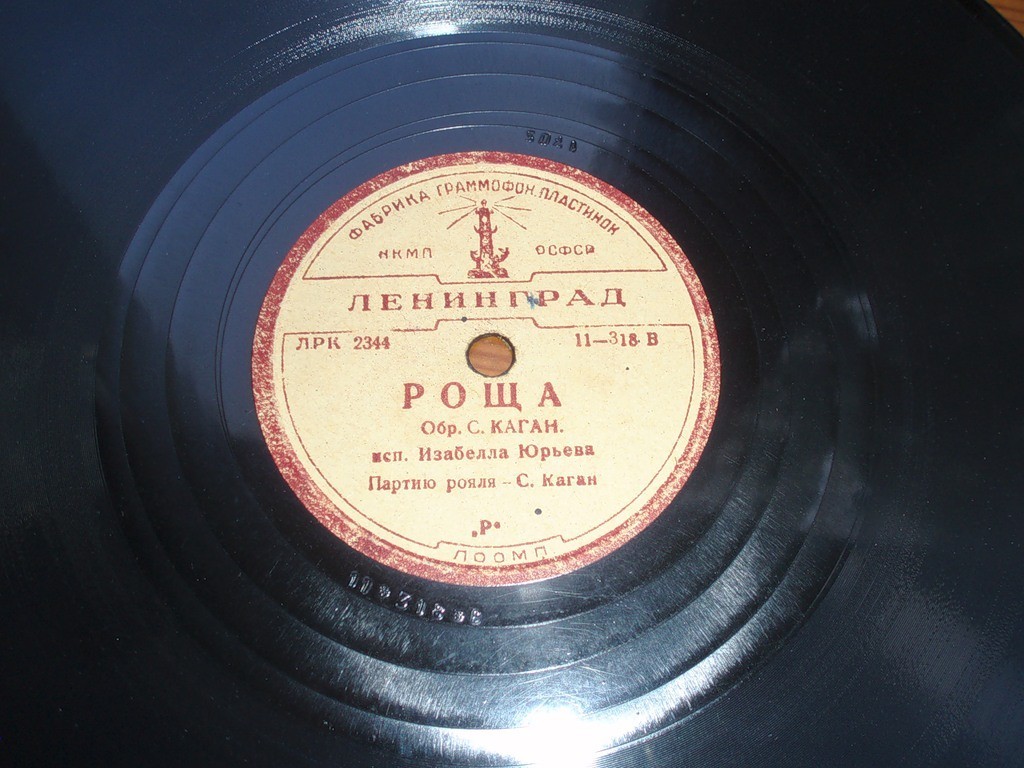 ФАБРИКА ГРАММОФОН. ПЛАСТИНОК
НКМП РСФСР
ЛЕНИНГРАД
ЛРК 2344 11—318 В
РОЩА
Обр. С. КАГАН.
исп. Изабелла Юрьева
Партию рояля – С. Каган
„Р“
ЛООМП